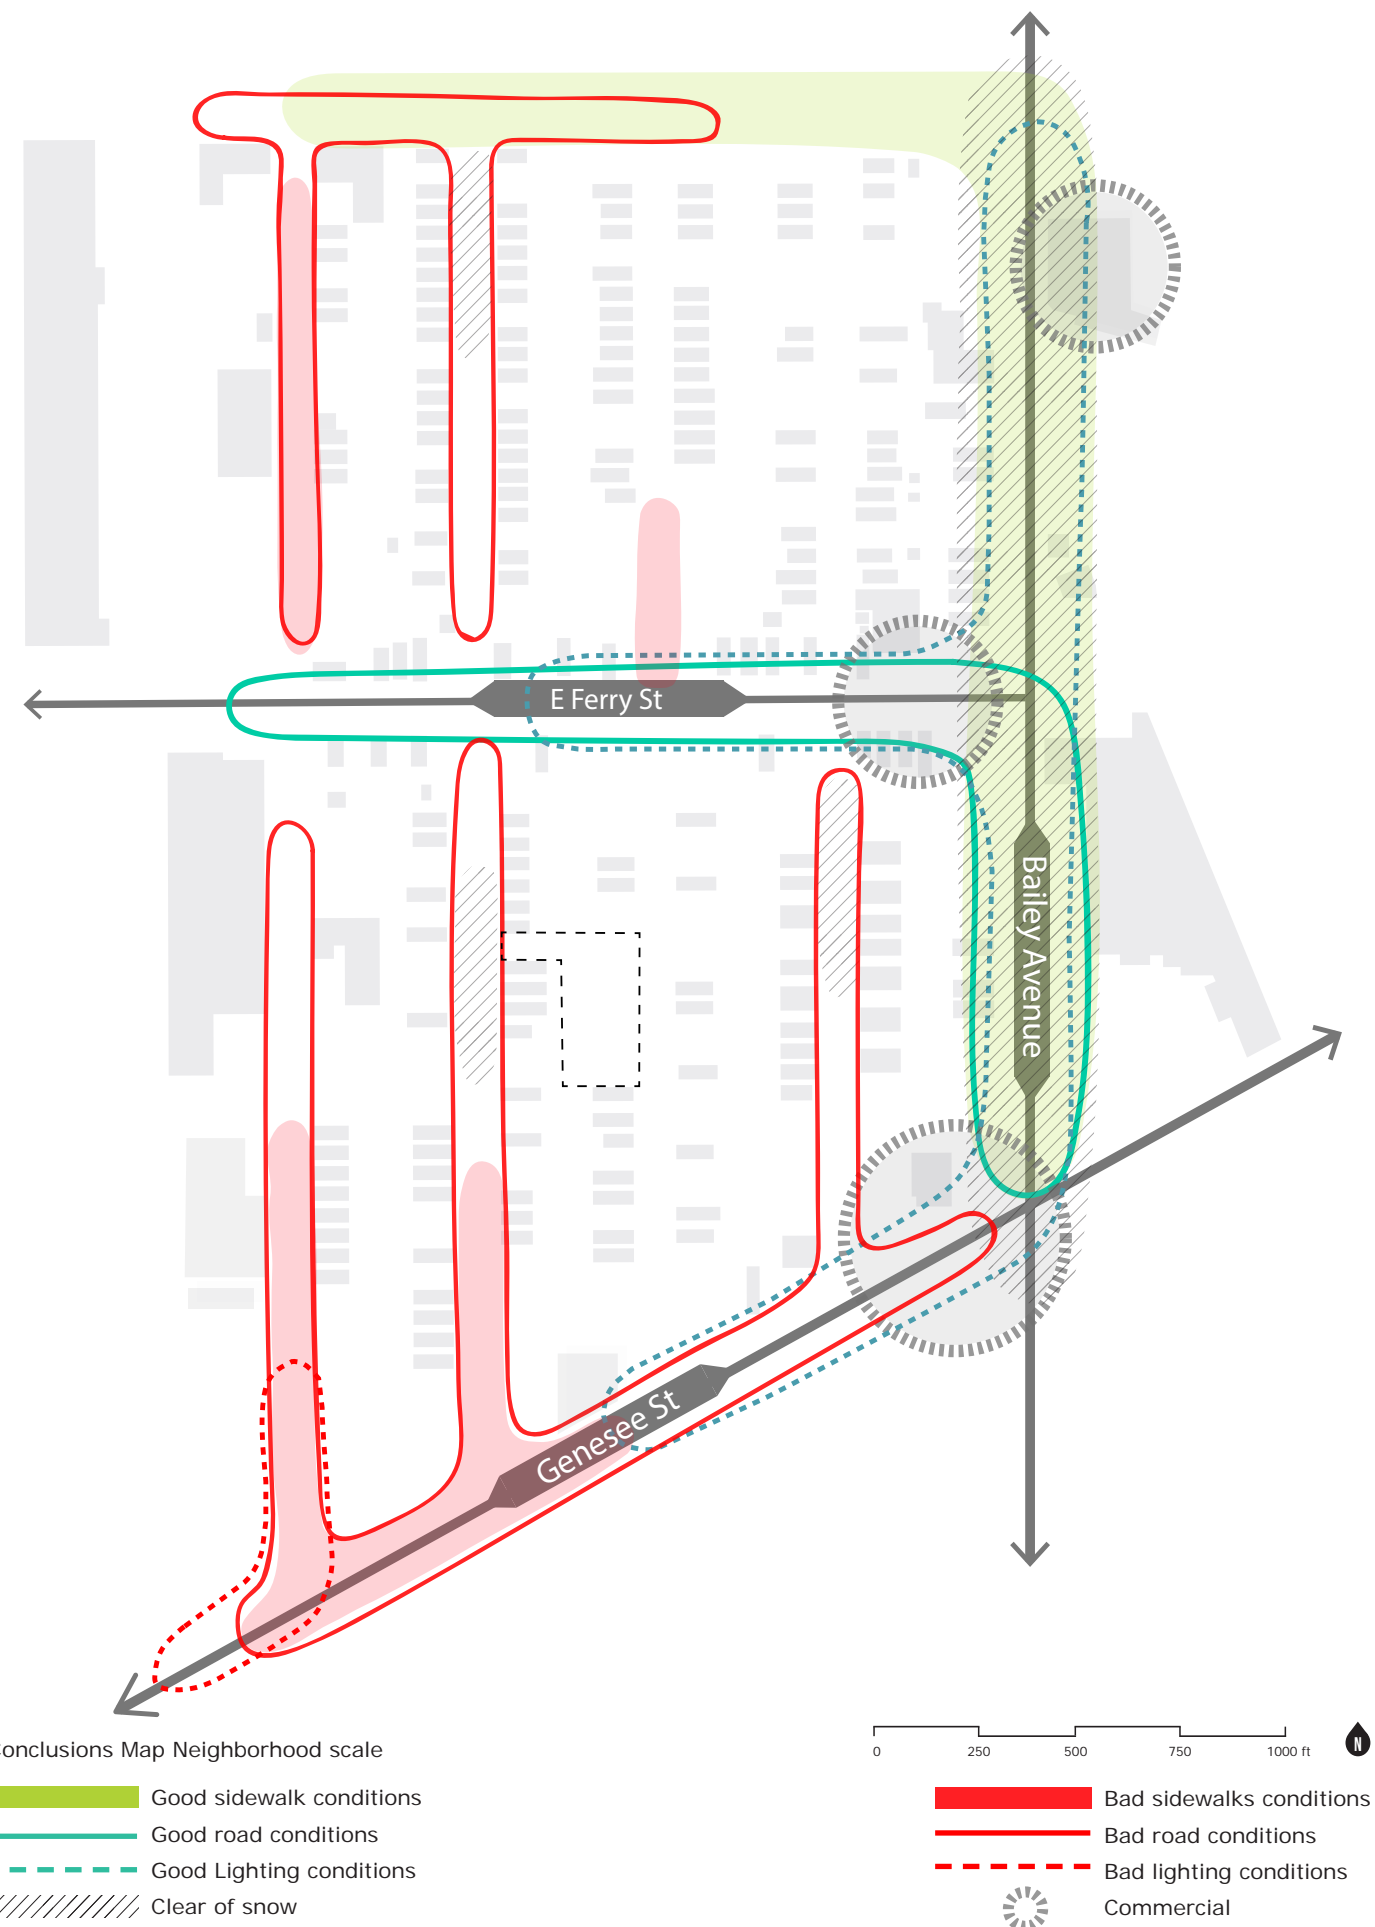 E Ferry St
Bailey Avenue
Genesee St
onclusions Map Neighborhood scale
Good sidewalk conditions
Good road conditions
Good Lighting conditions
Clear of snow
0 250 500 750 1000 ft
N
Bad sidewalks conditions
Bad road conditions
Bad lighting conditions
Commercial